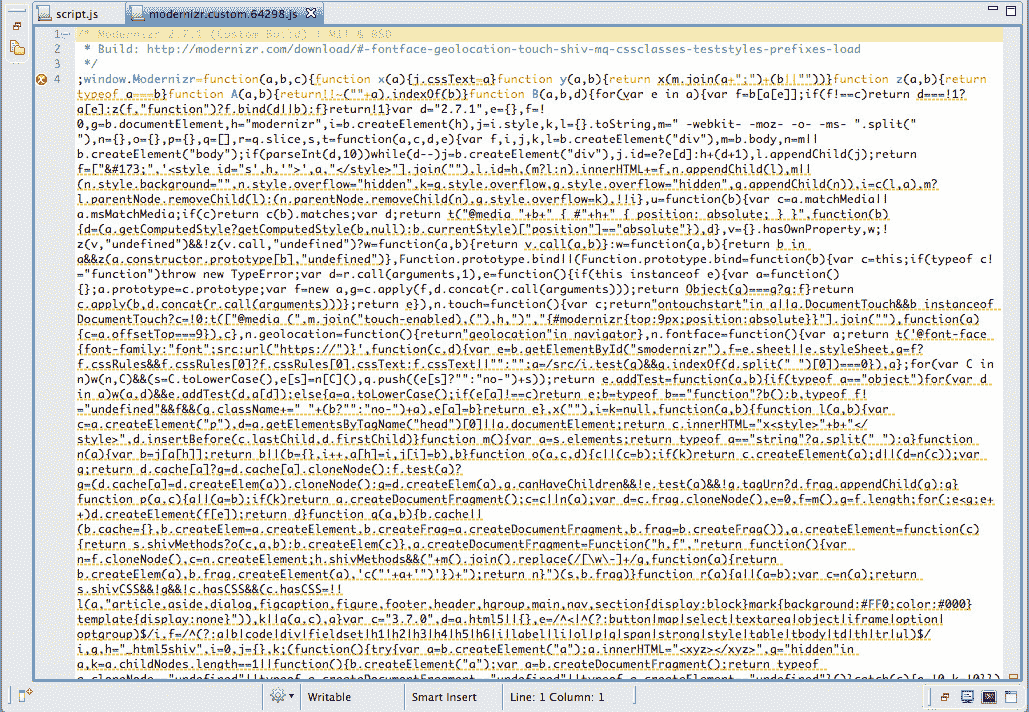 script.js
modernizr.custom.64298.js
1 /* Modernizr 2.7.1 (Custom Build) | MIT & BSD
2 * Build: http://modernizr.com/download/#-fontface-geolocation-touch-shiv-mq-cssclasses-teststyles-prefixes-load
3 */
4 ;window.Modernizr=function(a,b,c){function x(a){j.cssText=a}function y(a,b){return x(m.join(a+";")+(b||""))}function z(a,b){return
typeof a===b}function A(a,b){return!!~(""+a).indexOf(b)}function B(a,b,d){for(var e in a){var f=b[a[e]];if(f!==c)return d===!1?
a[e]:z(f,"function")?f.bind(d||b):f}return!1}var d="2.7.1",e={},f=!
0,g=b.documentElement,h="modernizr",i=b.createElement(h),j=i.style,k,l={}.toString,m=" -webkit- -moz- -o- -ms- ".split("
"),n={},o={},p={},q=[],r=q.slice,s,t=function(a,c,d,e){var f,i,j,k,l=b.createElement("div"),m=b.body,n=m||
b.createElement("body");if(parseInt(d,10))while(d--)j=b.createElement("div"),j.id=e?e[d]:h+(d+1),l.appendChild(j);return
f=["&#173;",'<style id="s',h,'">',a,"</style>"].join(""),l.id=h,(m?l:n).innerHTML+=f,n.appendChild(l),m||
(n.style.background="",n.style.overflow="hidden",k=g.style.overflow,g.style.overflow="hidden",g.appendChild(n)),i=c(l,a),m?
l.parentNode.removeChild(l):(n.parentNode.removeChild(n),g.style.overflow=k),!!i},u=function(b){var c=a.matchMedia||
a.msMatchMedia;if(c)return c(b).matches;var d;return t("@media "+b+" { #"+h+" { position: absolute; } }",function(b)
{d=(a.getComputedStyle?getComputedStyle(b,null):b.currentStyle)["position"]=="absolute"}),d},v={}.hasOwnProperty,w;!
z(v,"undefined")&&!z(v.call,"undefined")?w=function(a,b){return v.call(a,b)}:w=function(a,b){return b in
a&&z(a.constructor.prototype[b],"undefined")},Function.prototype.bind||(Function.prototype.bind=function(b){var c=this;if(typeof c!
="function")throw new TypeError;var d=r.call(arguments,1),e=function(){if(this instanceof e){var a=function()
{};a.prototype=c.prototype;var f=new a,g=c.apply(f,d.concat(r.call(arguments)));return Object(g)===g?g:f}return
c.apply(b,d.concat(r.call(arguments)))};return e}),n.touch=function(){var c;return"ontouchstart"in a||a.DocumentTouch&&b instanceof
DocumentTouch?c=!0:t(["@media (",m.join("touch-enabled),("),h,")","{#modernizr{top:9px;position:absolute}}"].join(""),function(a)
{c=a.offsetTop===9}),c},n.geolocation=function(){return"geolocation"in navigator},n.fontface=function(){var a;return t('@font-face
{font-family:"font";src:url("https://")}',function(c,d){var e=b.getElementById("smodernizr"),f=e.sheet||e.styleSheet,g=f?
f.cssRules&&f.cssRules[0]?f.cssRules[0].cssText:f.cssText||"":"";a=/src/i.test(g)&&g.indexOf(d.split(" ")[0])===0}),a};for(var C in
n)w(n,C)&&(s=C.toLowerCase(),e[s]=n[C](),q.push((e[s]?"":"no-")+s));return e.addTest=function(a,b){if(typeof a=="object")for(var d
in a)w(a,d)&&e.addTest(d,a[d]);else{a=a.toLowerCase();if(e[a]!==c)return e;b=typeof b=="function"?b():b,typeof f!
="undefined"&&f&&(g.className+=" "+(b?"":"no-")+a),e[a]=b}return e},x(""),i=k=null,function(a,b){function l(a,b){var
c=a.createElement("p"),d=a.getElementsByTagName("head")[0]||a.documentElement;return c.innerHTML="x<style>"+b+"</
style>",d.insertBefore(c.lastChild,d.firstChild)}function m(){var a=s.elements;return typeof a=="string"?a.split(" "):a}function
n(a){var b=j[a[h]];return b||(b={},i++,a[h]=i,j[i]=b),b}function o(a,c,d){c||(c=b);if(k)return c.createElement(a);d||(d=n(c));var
g;return d.cache[a]?g=d.cache[a].cloneNode():f.test(a)?
g=(d.cache[a]=d.createElem(a)).cloneNode():g=d.createElem(a),g.canHaveChildren&&!e.test(a)&&!g.tagUrn?d.frag.appendChild(g):g}
function p(a,c){a||(a=b);if(k)return a.createDocumentFragment();c=c||n(a);var d=c.frag.cloneNode(),e=0,f=m(),g=f.length;for(;e<g;e+
+)d.createElement(f[e]);return d}function q(a,b){b.cache||
(b.cache={},b.createElem=a.createElement,b.createFrag=a.createDocumentFragment,b.frag=b.createFrag()),a.createElement=function(c)
{return s.shivMethods?o(c,a,b):b.createElem(c)},a.createDocumentFragment=Function("h,f","return function(){var
n=f.cloneNode(),c=n.createElement;h.shivMethods&&("+m().join().replace(/[\w\-]+/g,function(a){return
b.createElem(a),b.frag.createElement(a),'c("'+a+'")'})+");return n}")(s,b.frag)}function r(a){a||(a=b);var c=n(a);return
s.shivCSS&&!g&&!c.hasCSS&&(c.hasCSS=!!
l(a,"article,aside,dialog,figcaption,figure,footer,header,hgroup,main,nav,section{display:block}mark{background:#FF0;color:#000}
template{display:none}")),k||q(a,c),a}var c="3.7.0",d=a.html5||{},e=/^<|^(?:button|map|select|textarea|object|iframe|option|
optgroup)$/i,f=/^(?:a|b|code|div|fieldset|h1|h2|h3|h4|h5|h6|i|label|li|ol|p|q|span|strong|style|table|tbody|td|th|tr|ul)$/
i,g,h="_html5shiv",i=0,j={},k;(function(){try{var a=b.createElement("a");a.innerHTML="<xyz></xyz>",g="hidden"in
a,k=a.childNodes.length==1||function(){b.createElement("a");var a=b.createDocumentFragment();return typeof
a.cloneNode=="undefined"||typeof a.createDocumentFragment=="undefined"||typeof a.createElement=="undefined"}()}catch(c){g=!0,k=!0}})
Writable
Smart Insert
Line: 1 Column: 1